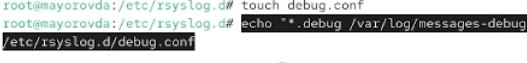 root@mayorovda:/etc/rsyslog.d# touch debug.conf
root@mayorovda:/etc/rsyslog.d# echo "*.debug /var/log/messages-debug
/etc/rsyslog.d/debug.conf